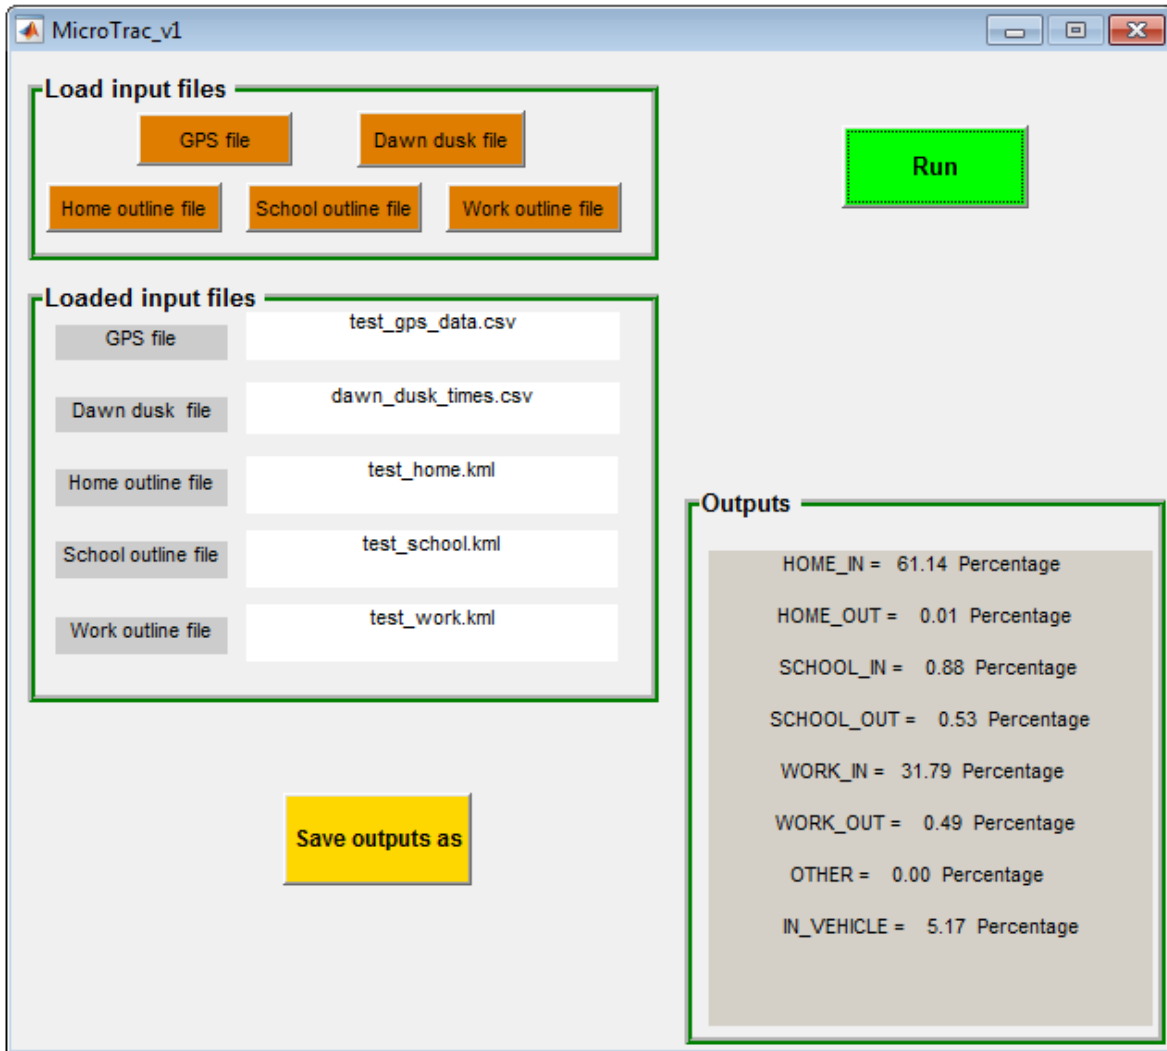 MicroTrac_v1
Load input files
GPS file
Dawn dusk file
Home outline file
School outline file
Work outline file
Run
Loaded input files
GPS file
test_gps_data.csv
Dawn dusk file
dawn_dusk_times.csv
Home outline file
test_home.kml
School outline file
test_school.kml
Work outline file
test_work.kml
Save outputs as
Outputs
HOME_IN = 61.14 Percentage
HOME_OUT = 0.01 Percentage
SCHOOL_IN = 0.88 Percentage
SCHOOL_OUT = 0.53 Percentage
WORK_IN = 31.79 Percentage
WORK_OUT = 0.49 Percentage
OTHER = 0.00 Percentage
IN_VEHICLE = 5.17 Percentage